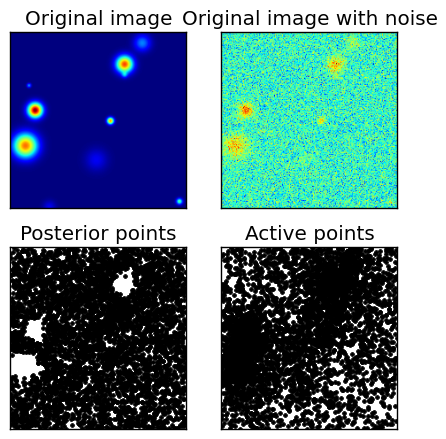 Original image
Original image with noise
Posterior points
Active points